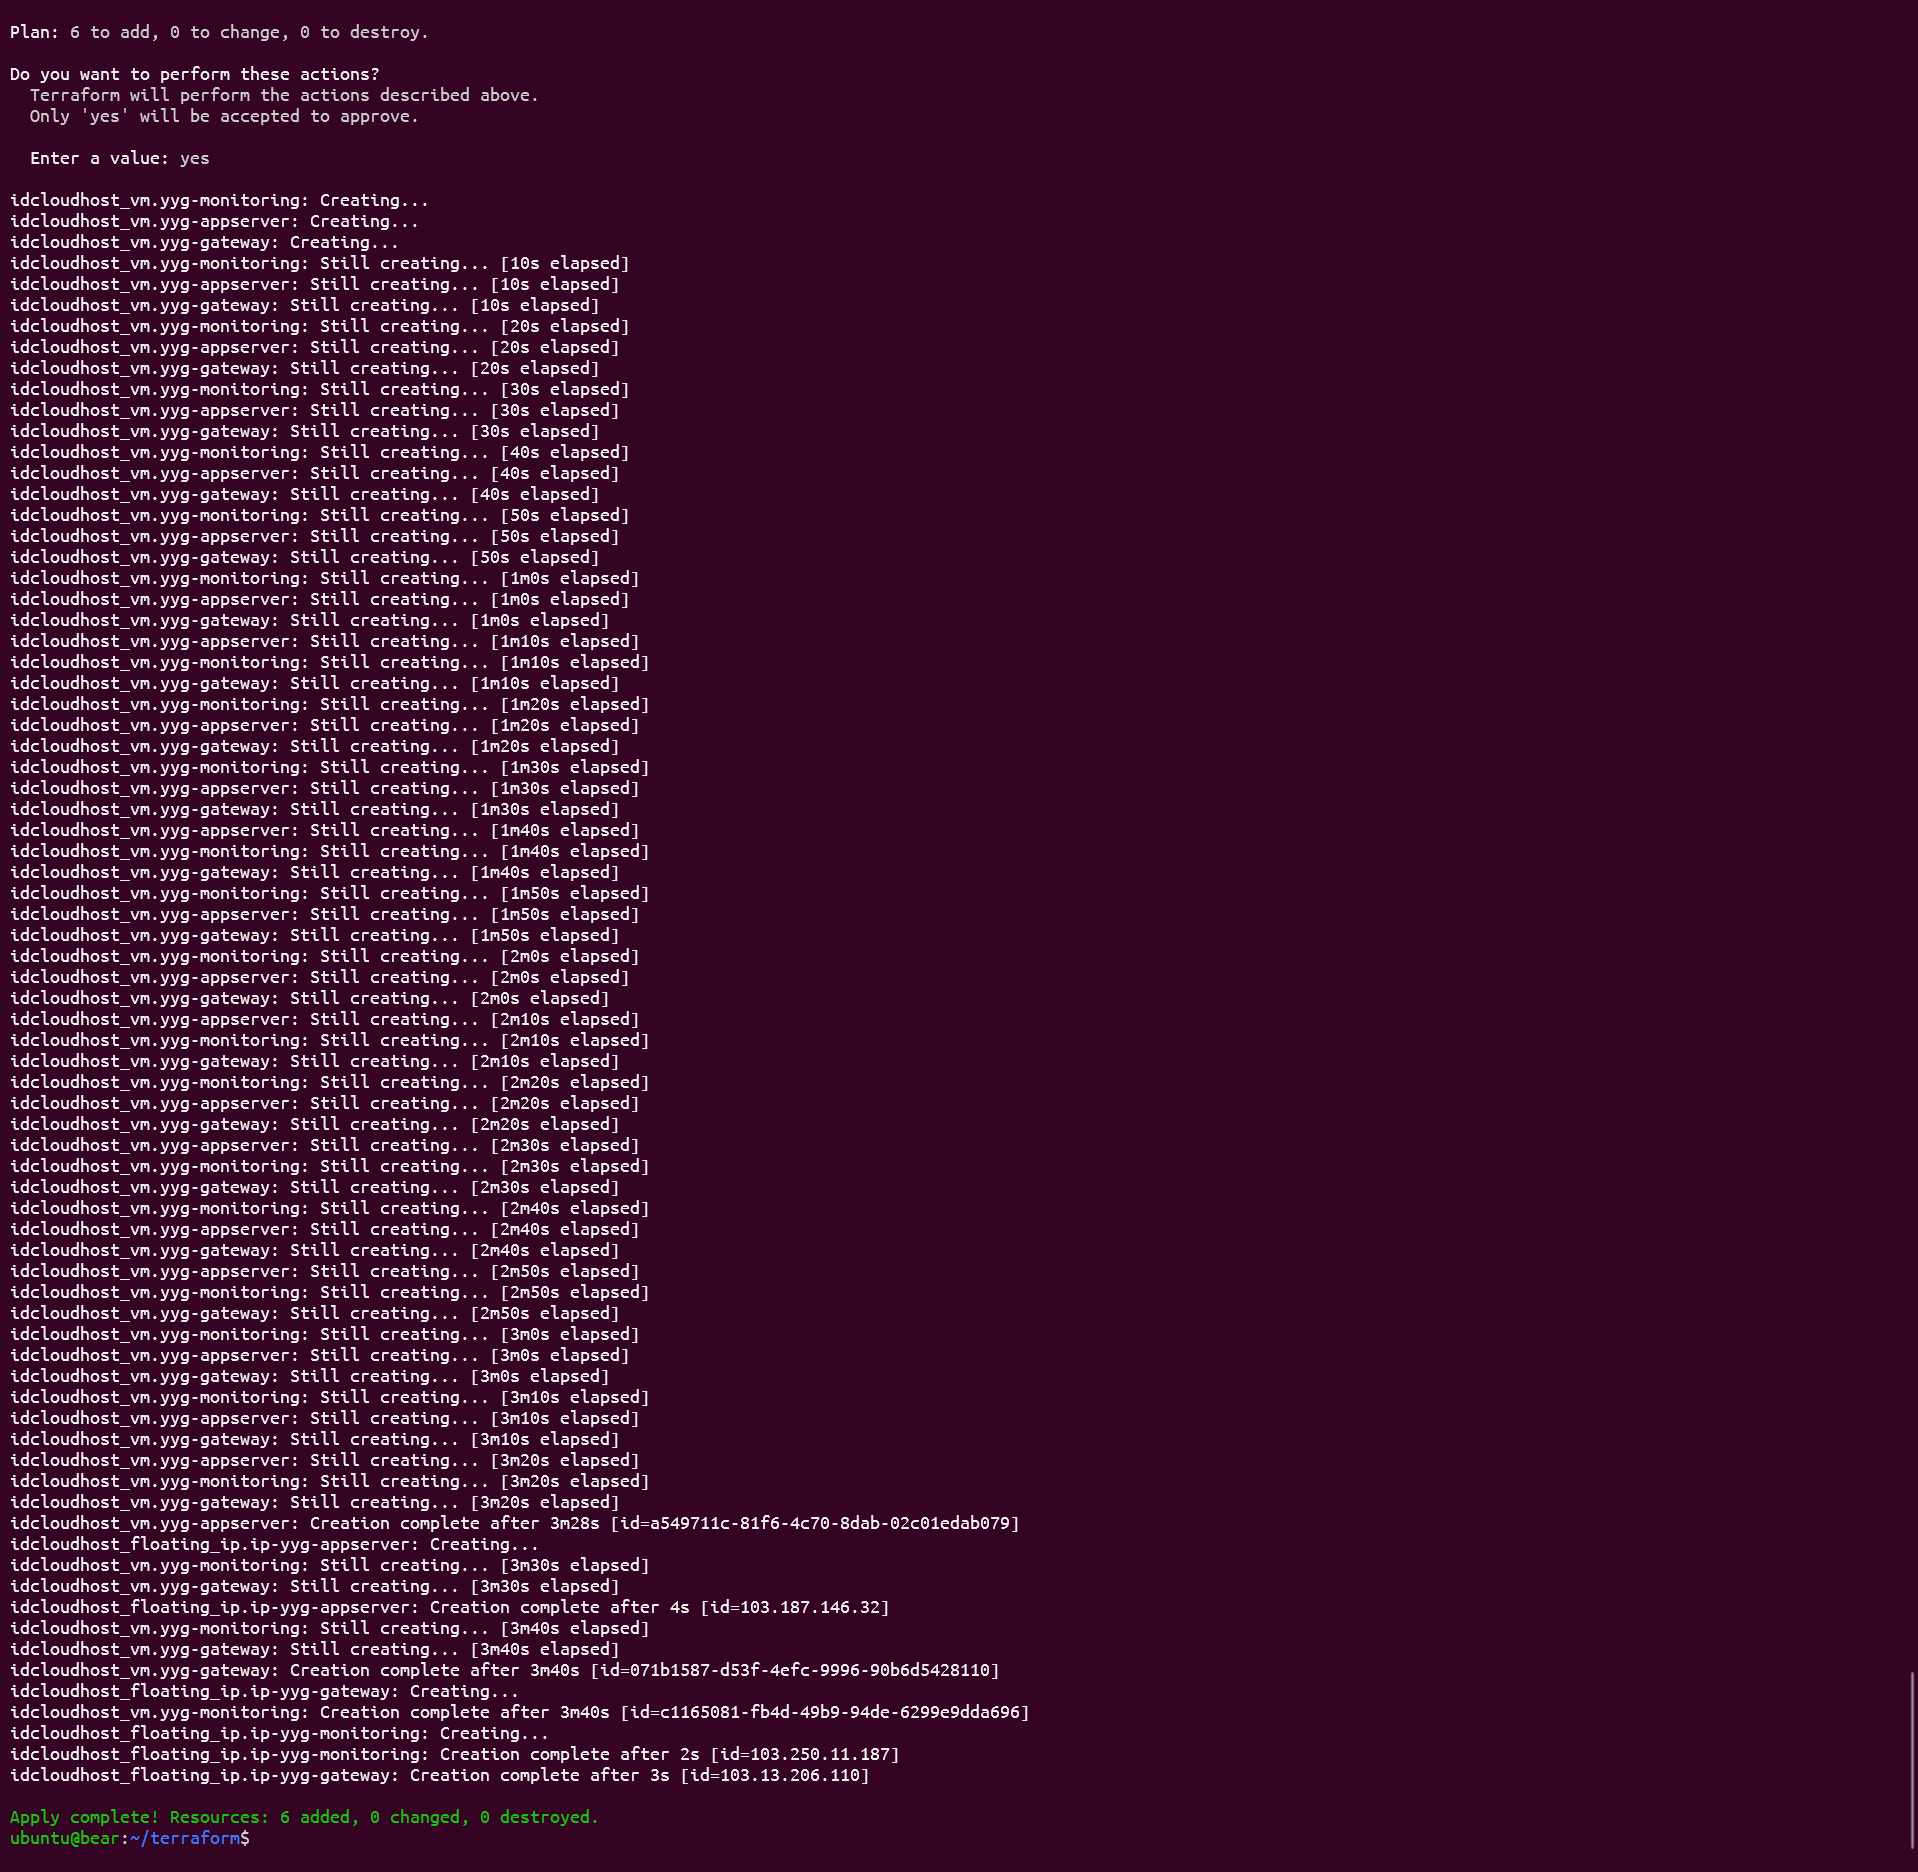 Plan: 6 to add, 0 to change, 0 to destroy.
Do you want to perform these actions?
Terraform will perform the actions described above.
Only 'yes' will be accepted to approve.
Enter a value: yes
idcloudhost_vm.yyg-monitoring: Creating...
idcloudhost_vm.yyg-appserver: Creating...
idcloudhost_vm.yyg-gateway: Creating...
idcloudhost_vm.yyg-monitoring: Still creating... [10s elapsed]
idcloudhost_vm.yyg-appserver: Still creating... [10s elapsed]
idcloudhost_vm.yyg-gateway: Still creating... [10s elapsed]
idcloudhost_vm.yyg-monitoring: Still creating... [20s elapsed]
idcloudhost_vm.yyg-appserver: Still creating... [20s elapsed]
idcloudhost_vm.yyg-gateway: Still creating... [20s elapsed]
idcloudhost_vm.yyg-monitoring: Still creating... [30s elapsed]
idcloudhost_vm.yyg-appserver: Still creating... [30s elapsed]
idcloudhost_vm.yyg-gateway: Still creating... [30s elapsed]
idcloudhost_vm.yyg-monitoring: Still creating... [40s elapsed]
idcloudhost_vm.yyg-appserver: Still creating... [40s elapsed]
idcloudhost_vm.yyg-gateway: Still creating... [40s elapsed]
idcloudhost_vm.yyg-monitoring: Still creating... [50s elapsed]
idcloudhost_vm.yyg-appserver: Still creating... [50s elapsed]
idcloudhost_vm.yyg-gateway: Still creating... [50s elapsed]
idcloudhost_vm.yyg-monitoring: Still creating... [1m0s elapsed]
idcloudhost_vm.yyg-appserver: Still creating... [1m0s elapsed]
idcloudhost_vm.yyg-gateway: Still creating... [1m0s elapsed]
idcloudhost_vm.yyg-appserver: Still creating... [1m10s elapsed]
idcloudhost_vm.yyg-monitoring: Still creating... [1m10s elapsed]
idcloudhost_vm.yyg-gateway: Still creating... [1m10s elapsed]
idcloudhost_vm.yyg-monitoring: Still creating... [1m20s elapsed]
idcloudhost_vm.yyg-appserver: Still creating... [1m20s elapsed]
idcloudhost_vm.yyg-gateway: Still creating... [1m20s elapsed]
idcloudhost_vm.yyg-monitoring: Still creating... [1m30s elapsed]
idcloudhost_vm.yyg-appserver: Still creating... [1m30s elapsed]
idcloudhost_vm.yyg-gateway: Still creating... [1m30s elapsed]
idcloudhost_vm.yyg-appserver: Still creating... [1m40s elapsed]
idcloudhost_vm.yyg-monitoring: Still creating... [1m40s elapsed]
idcloudhost_vm.yyg-gateway: Still creating... [1m40s elapsed]
idcloudhost_vm.yyg-monitoring: Still creating... [1m50s elapsed]
idcloudhost_vm.yyg-appserver: Still creating... [1m50s elapsed]
idcloudhost_vm.yyg-gateway: Still creating... [1m50s elapsed]
idcloudhost_vm.yyg-monitoring: Still creating... [2m0s elapsed]
idcloudhost_vm.yyg-appserver: Still creating... [2m0s elapsed]
idcloudhost_vm.yyg-gateway: Still creating... [2m0s elapsed]
idcloudhost_vm.yyg-appserver: Still creating... [2m10s elapsed]
idcloudhost_vm.yyg-monitoring: Still creating... [2m10s elapsed]
idcloudhost_vm.yyg-gateway: Still creating... [2m10s elapsed]
idcloudhost_vm.yyg-monitoring: Still creating... [2m20s elapsed]
idcloudhost_vm.yyg-appserver: Still creating... [2m20s elapsed]
idcloudhost_vm.yyg-gateway: Still creating... [2m20s elapsed]
idcloudhost_vm.yyg-appserver: Still creating... [2m30s elapsed]
idcloudhost_vm.yyg-monitoring: Still creating... [2m30s elapsed]
idcloudhost_vm.yyg-gateway: Still creating... [2m30s elapsed]
idcloudhost_vm.yyg-monitoring: Still creating... [2m40s elapsed]
idcloudhost_vm.yyg-appserver: Still creating... [2m40s elapsed]
idcloudhost_vm.yyg-gateway: Still creating... [2m40s elapsed]
idcloudhost_vm.yyg-appserver: Still creating... [2m50s elapsed]
idcloudhost_vm.yyg-monitoring: Still creating... [2m50s elapsed]
idcloudhost_vm.yyg-gateway: Still creating... [2m50s elapsed]
idcloudhost_vm.yyg-monitoring: Still creating... [3m0s elapsed]
idcloudhost_vm.yyg-appserver: Still creating... [3m0s elapsed]
idcloudhost_vm.yyg-gateway: Still creating... [3m0s elapsed]
idcloudhost_vm.yyg-monitoring: Still creating... [3m10s elapsed]
idcloudhost_vm.yyg-appserver: Still creating... [3m10s elapsed]
idcloudhost_vm.yyg-gateway: Still creating... [3m10s elapsed]
idcloudhost_vm.yyg-appserver: Still creating... [3m20s elapsed]
idcloudhost_vm.yyg-monitoring: Still creating... [3m20s elapsed]
idcloudhost_vm.yyg-gateway: Still creating... [3m20s elapsed]
idcloudhost_vm.yyg-appserver: Creation complete after 3m28s [id=a549711c-81f6-4c70-8dab-02c01edab079]
idcloudhost_floating_ip.ip-yyg-appserver: Creating...
idcloudhost_vm.yyg-monitoring: Still creating... [3m30s elapsed]
idcloudhost_vm.yyg-gateway: Still creating... [3m30s elapsed]
idcloudhost_floating_ip.ip-yyg-appserver: Creation complete after 4s [id=103.187.146.32]
idcloudhost_vm.yyg-monitoring: Still creating... [3m40s elapsed]
idcloudhost_vm.yyg-gateway: Still creating... [3m40s elapsed]
idcloudhost_vm.yyg-gateway: Creation complete after 3m40s [id=071b1587-d53f-4efc-9996-90b6d5428110]
idcloudhost_floating_ip.ip-yyg-gateway: Creating...
idcloudhost_vm.yyg-monitoring: Creation complete after 3m40s [id=c1165081-fb4d-49b9-94de-6299e9dda696]
idcloudhost_floating_ip.ip-yyg-monitoring: Creating...
idcloudhost_floating_ip.ip-yyg-monitoring: Creation complete after 2s [id=103.250.11.187]
idcloudhost_floating_ip.ip-yyg-gateway: Creation complete after 3s [id=103.13.206.110]
Apply complete! Resources: 6 added, 0 changed, 0 destroyed.
ubuntu@bear:~/terraform$